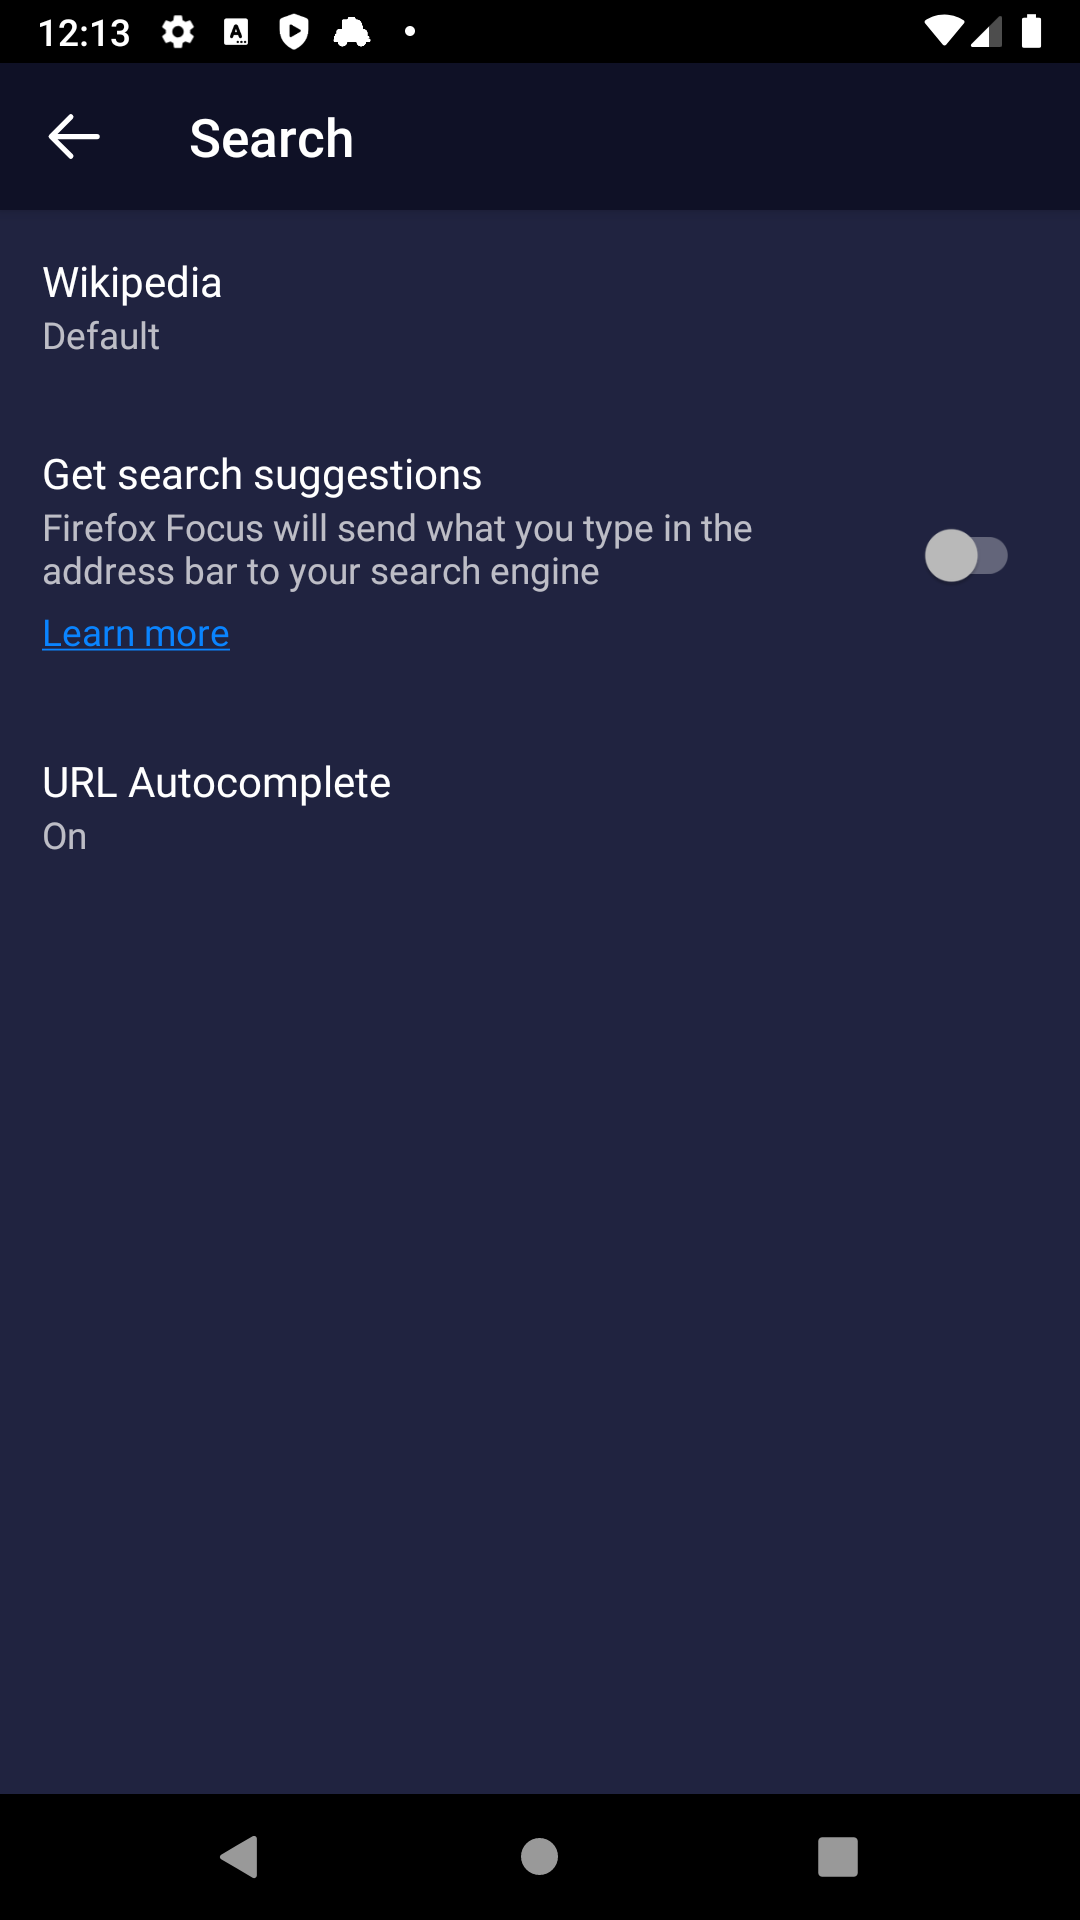 12:13
Search
Wikipedia
Default
Get search suggestions
Firefox Focus will send what you type in the
address bar to your search engine
Learn more
URL Autocomplete
On